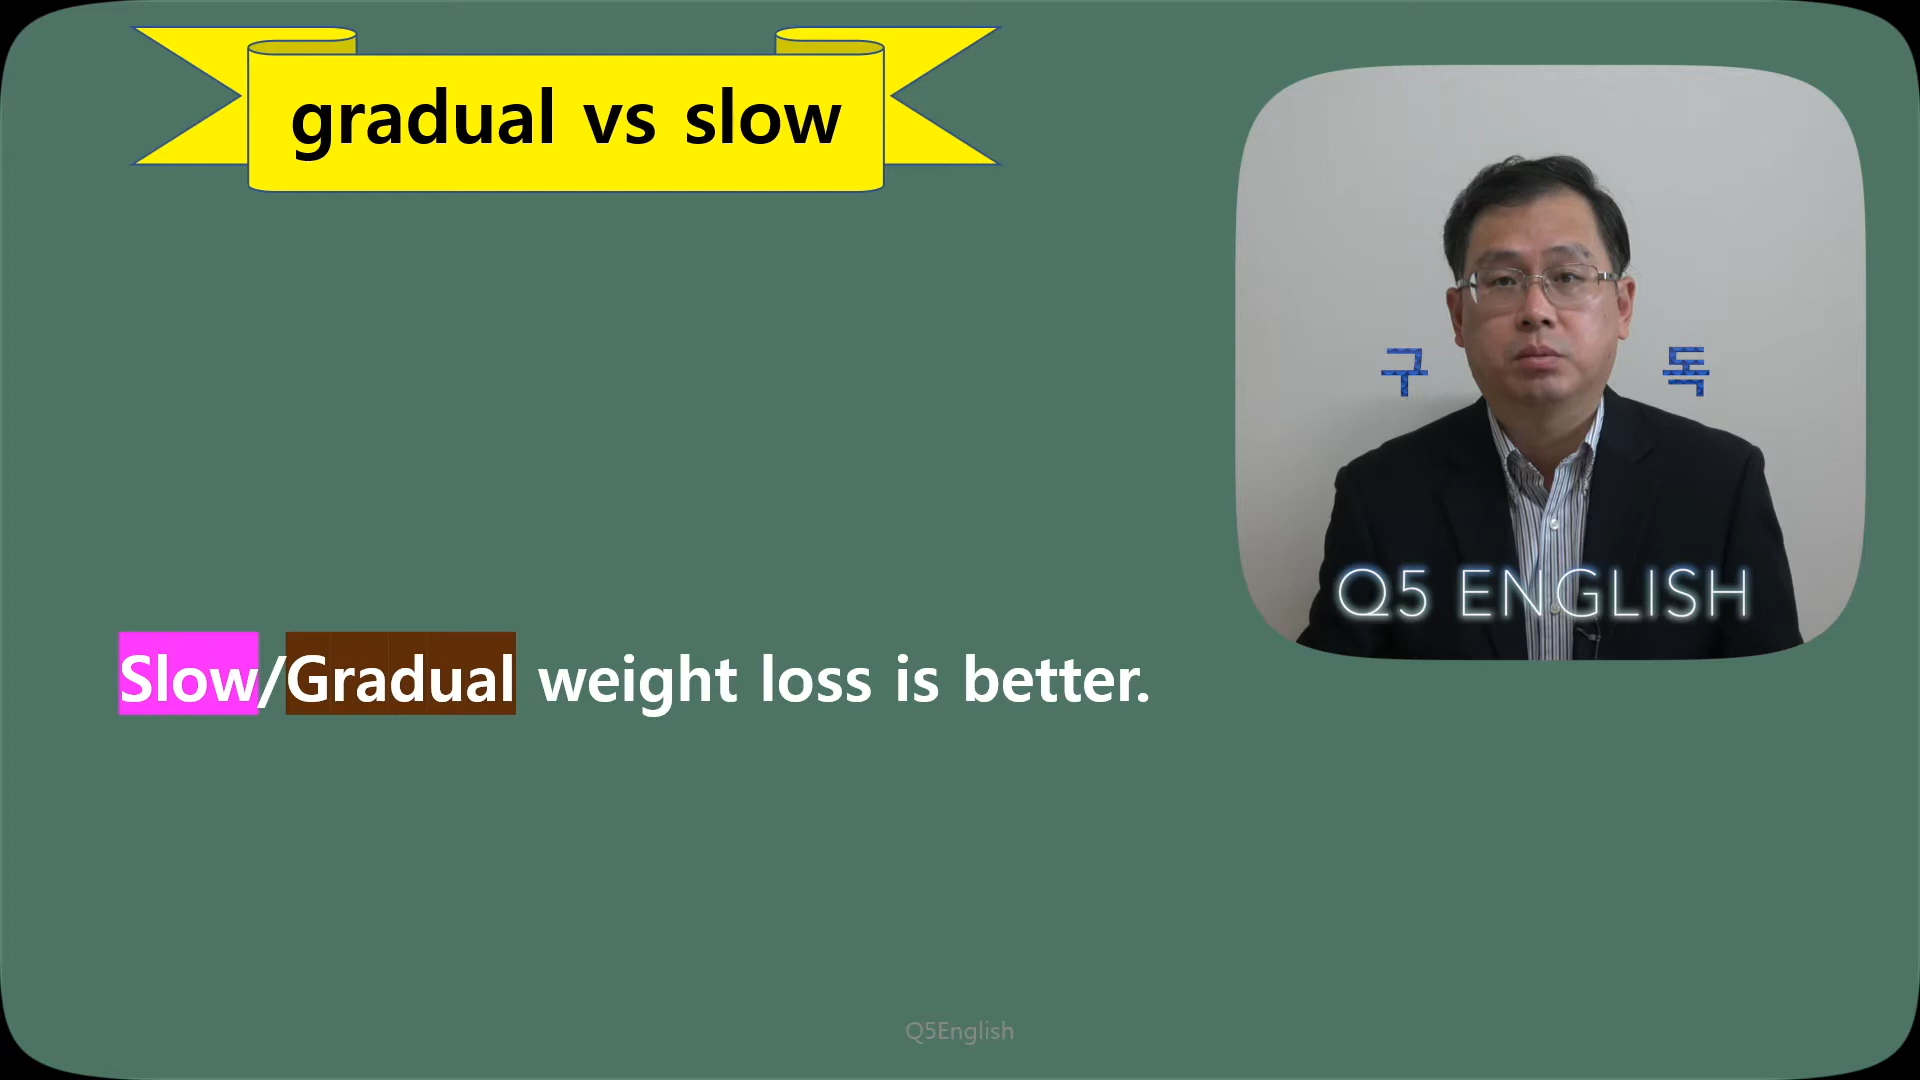 gradual vs slow
구 독
Q5 ENGLISH
Slow/Gradual weight loss is better.
Q5English